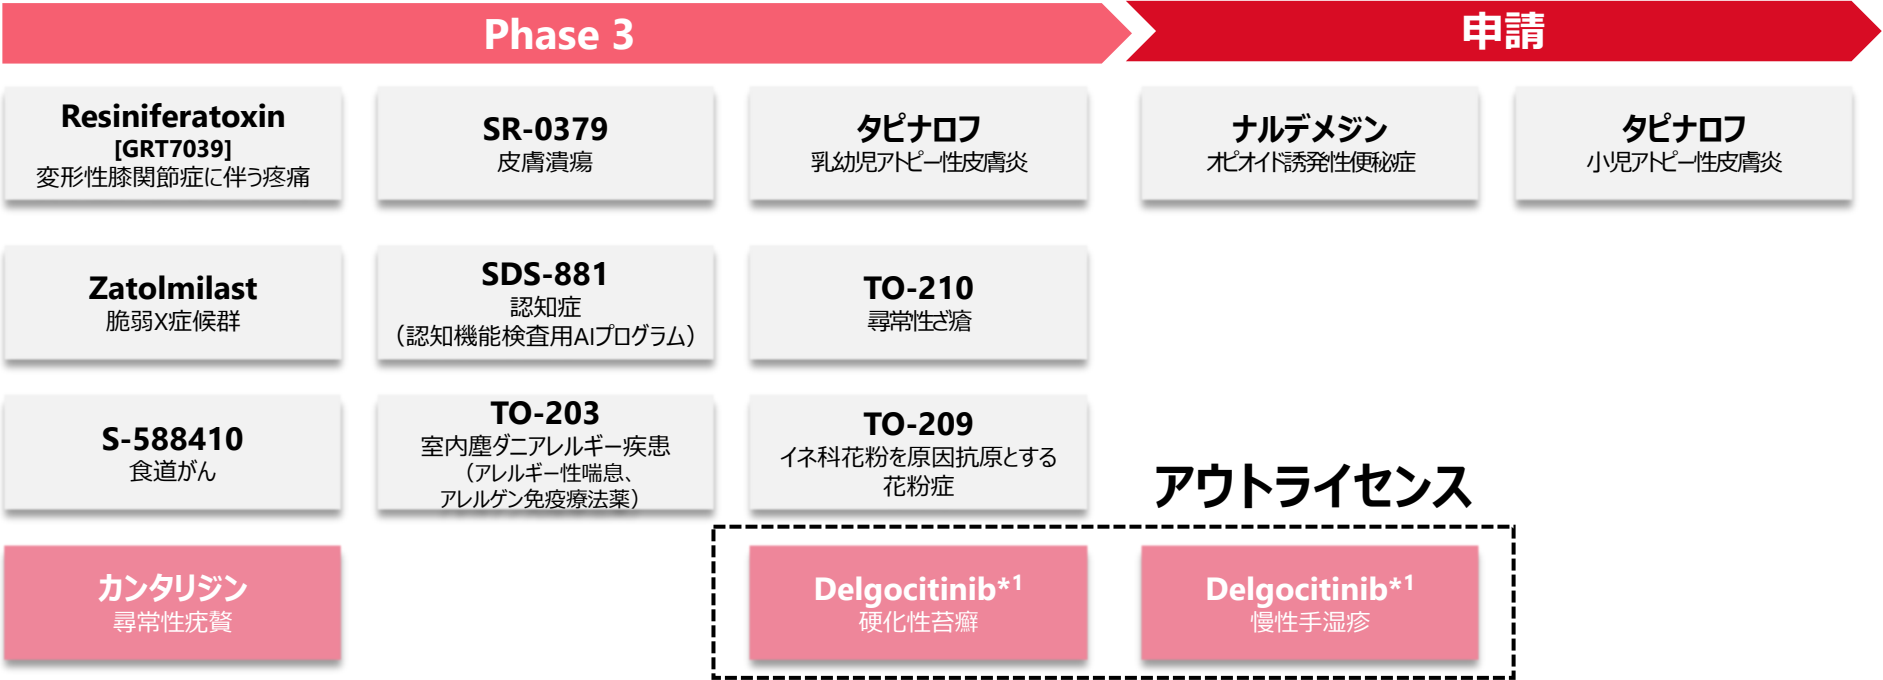 Phase 3
申請
Resiniferatoxin
[GRT7039]
変形性膝関節症に伴う疼痛
SR-0379
皮膚潰瘍
タピナロフ
乳幼児アトピー性皮膚炎
ナルデメジン
オピオイド誘発性便秘症
タピナロフ
小児アトピー性皮膚炎
Zatolmilast
脆弱X症候群
SDS-881
認知症
（認知機能検査用AIプログラム）
TO-210
尋常性ざ瘡
S-588410
食道がん
TO-203
室内塵ダニアレルギー疾患
（アレルギー性喘息、
アレルゲン免疫療法薬）
TO-209
イネ科花粉を原因抗原とする
花粉症
アウトライセンス
カンタリジン
尋常性疣贅
Delgocitinib*1
硬化性苔癬
Delgocitinib*1
慢性手湿疹